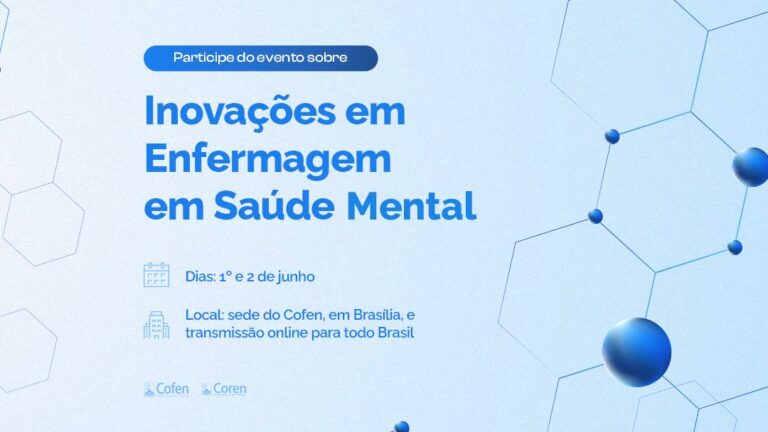 Participe do evento sobre
Inovações em
Enfermagem
em Saúde Mental
Dias: 1º e 2 de junho
Local: sede do Cofen, em Brasília, e
transmissão online para todo Brasil
Cofen
Coren